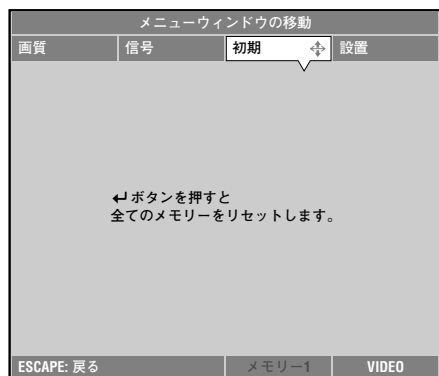 メニューウィンドウの移動
画質 信号 初期 設置
↵ボタンを押すと
全てのメモリーをリセットします。
ESCAPE: 戻る メモリー1 VIDEO